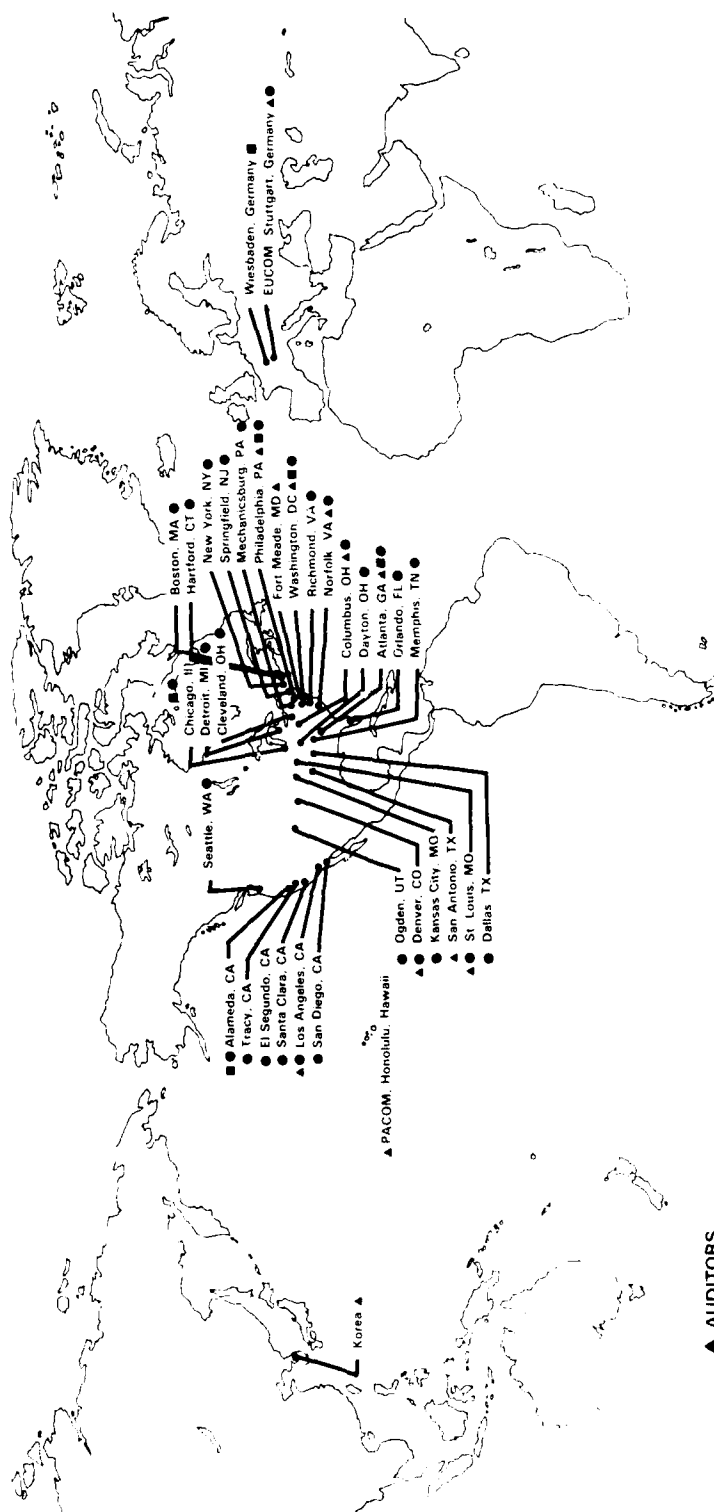 Boston, MA ●
Hartford, CT ●
New York, NY ●
Springfield, NJ ●
Mechanicsburg, PA ●
Philadelphia, PA ▲■●
Fort Meade, MD ▲
Washington, DC ▲■●
Richmond, VA ●
Norfolk, VA ▲●
Columbus, OH ▲●
Dayton, OH ●
Atlanta, GA ▲■●
Orlando, FL ●
Memphis, TN ●
Wiesbaden, Germany ■
EUCOM Stuttgart, Germany ▲●
■●
Chicago,
Detroit, MI ●
Cleveland, OH ●
Seattle, WA ●
■● Alameda, CA
● Tracy, CA
● El Segundo, CA
● Santa Clara, CA
▲● Los Angeles, CA
● San Diego, CA
● Ogden, UT
▲● Denver, CO
● Kansas City, MO
▲ San Antonio, TX
▲● St Louis, MO
● Dallas TX
▲ PACOM, Honolulu, Hawaii
Korea ▲
▲ AUDITORS